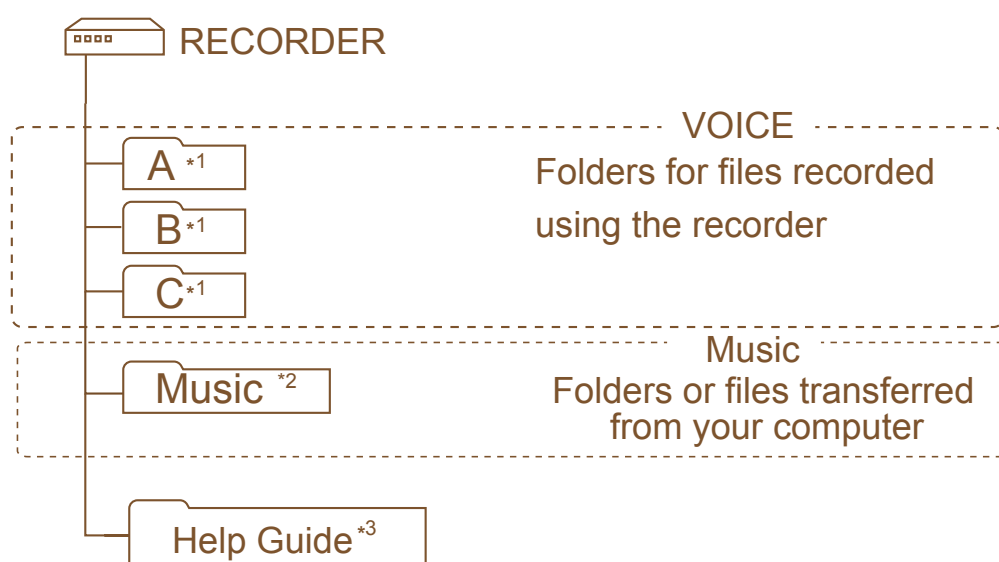 RECORDER
VOICE
A *1
Folders for files recorded
B*1
using the recorder
C*1
Music
Music *2
Folders or files transferred
from your computer
Help Guide*3